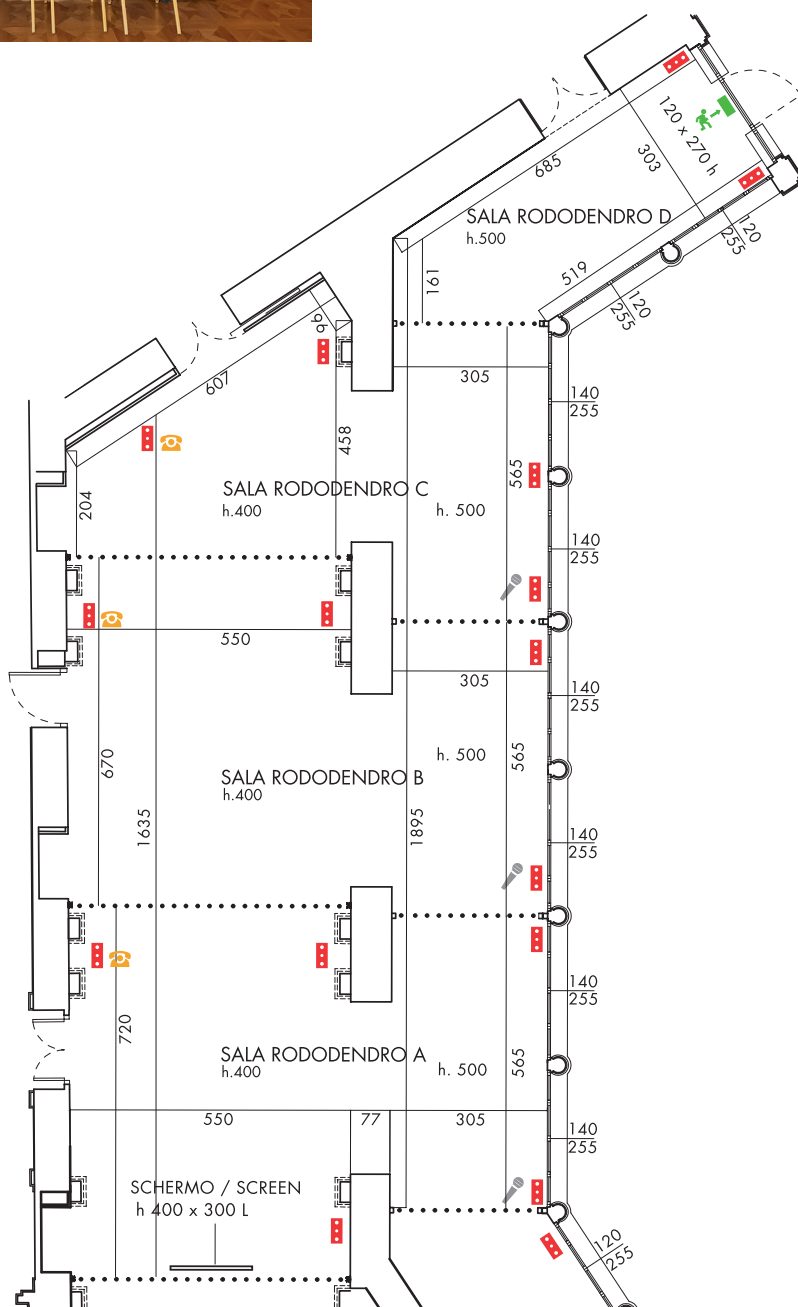 120 x 270 h
303
685
SALA RODODENDRO D
h.500
120
255
519
161
120
255
96
607
305
140
255
458
565
SALA RODODENDRO C
h.400
h. 500
204
140
255
550
305
140
255
670
h. 500
565
SALA RODODENDRO B
h.400
1635
1895
140
255
140
255
720
SALA RODODENDRO A
h.400
h. 500
565
550
77
305
140
255
SCHERMO / SCREEN
h 400 x 300 L
120
255